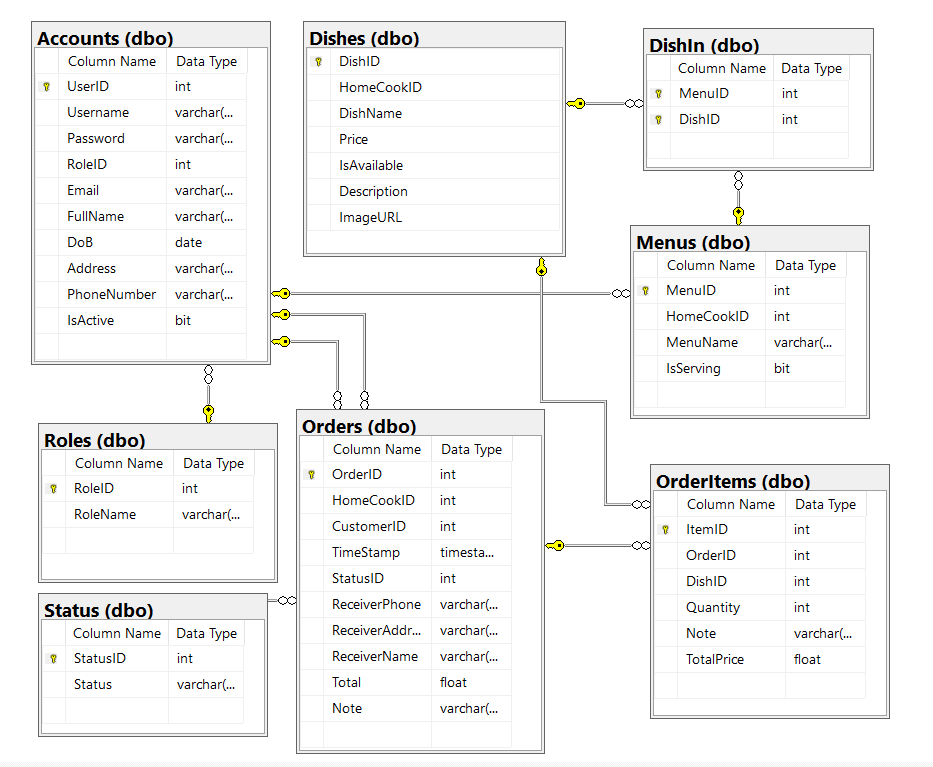 Accounts (dbo)
Column Name Data Type
UserID int
Username varchar(...
Password varchar(...
RoleID int
Email varchar(...
FullName varchar(...
DoB date
Address varchar(...
PhoneNumber varchar(...
IsActive bit
Dishes (dbo)
DishID
HomeCookID
DishName
Price
IsAvailable
Description
ImageURL
DishIn (dbo)
Column Name Data Type
MenuID int
DishID int
Menus (dbo)
Column Name Data Type
MenuID int
HomeCookID int
MenuName varchar(...
IsServing bit
Roles (dbo)
Column Name Data Type
RoleID int
RoleName varchar(...
Orders (dbo)
Column Name Data Type
OrderID int
HomeCookID int
CustomerID int
TimeStamp timesta...
StatusID int
ReceiverPhone varchar(...
ReceiverAddr... varchar(...
ReceiverName varchar(...
Total float
Note varchar(...
OrderItems (dbo)
Column Name Data Type
ItemID int
OrderID int
DishID int
Quantity int
Note varchar(...
TotalPrice float
Status (dbo)
Column Name Data Type
StatusID int
Status varchar(...